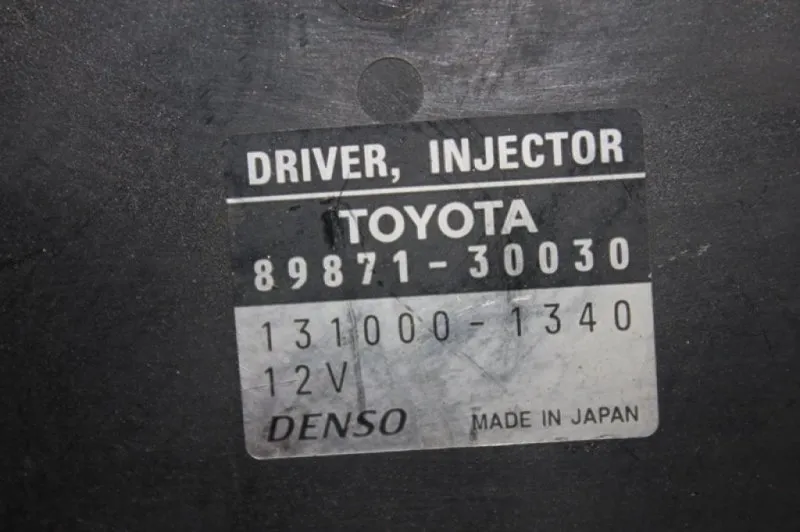 DRIVER, INJECTOR
TOYOTA
89871-30030
131000-1340
12V
DENSO MADE IN JAPAN